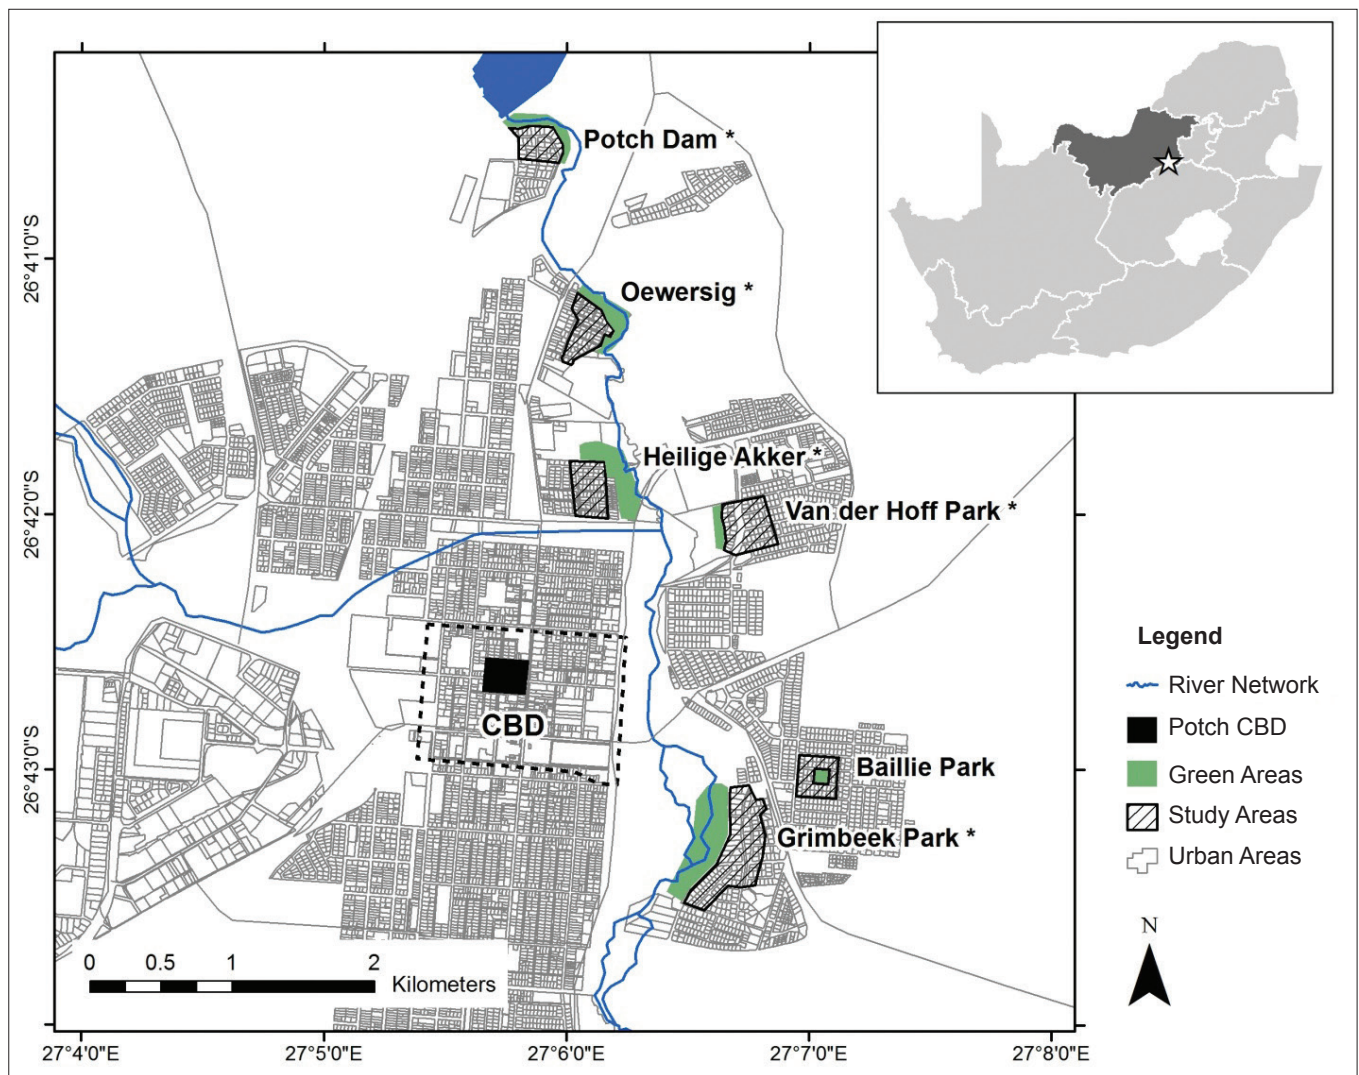 Potch Dam *
Oewersig *
Heilige Akker *
Van der Hoff Park *
CBD
Baillie Park
Grimbeek Park *
26°41'0"S
26°42'0"S
26°43'0"S
27°4'0"E
27°5'0"E
27°6'0"E
27°7'0"E
27°8'0"E
0 0.5 1 2
Kilometers
Legend
River Network
Potch CBD
Green Areas
Study Areas
Urban Areas
N